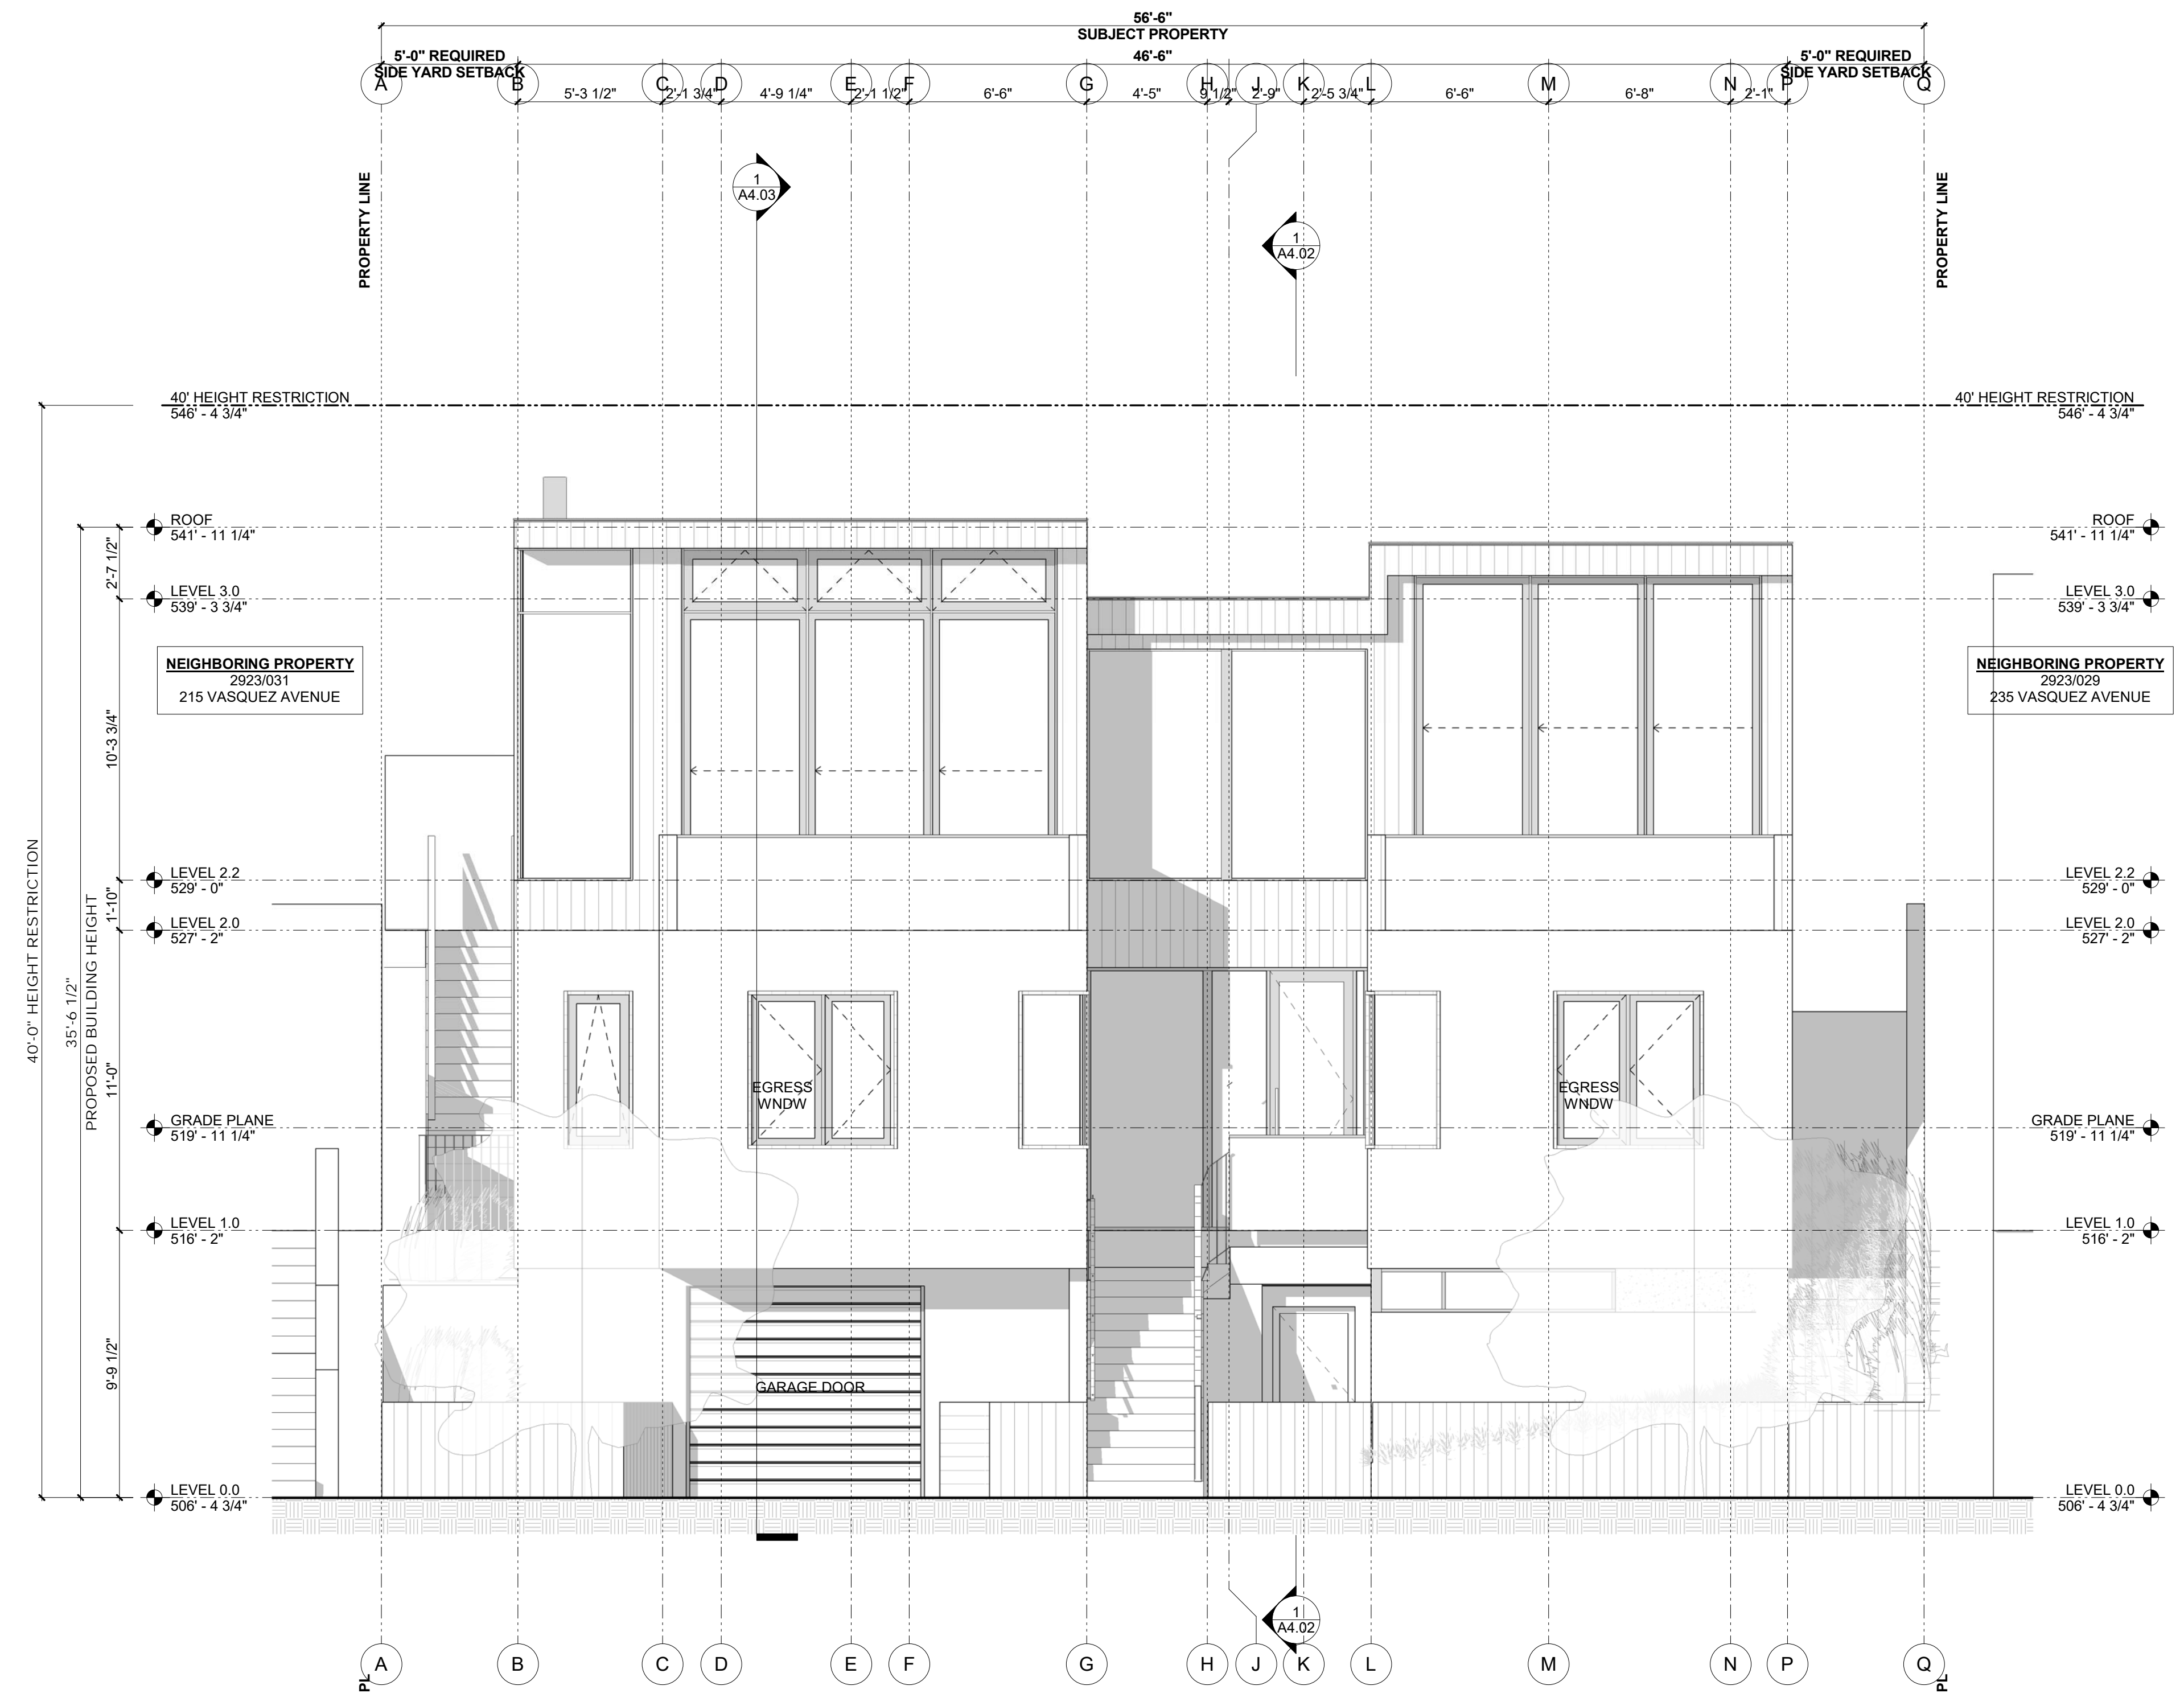 56'-6"
SUBJECT PROPERTY
5'-0" REQUIRED
SIDE YARD SETBACK
46'-6"
5'-0" REQUIRED
SIDE YARD SETBACK
A B C D E F G H J K L M N P Q
5'-3 1/2" 2'-1 3/4" 4'-9 1/4" 2'-1 1/2" 6'-6" 4'-5" 9 1/2" 2'-9" 2'-5 3/4" 6'-6" 6'-8" 2'-1"
PROPERTY LINE
PROPERTY LINE
1
A4.03
1
A4.02
40' HEIGHT RESTRICTION
546' - 4 3/4"
40' HEIGHT RESTRICTION
546' - 4 3/4"
ROOF
541' - 11 1/4"
ROOF
541' - 11 1/4"
2'-7 1/2"
LEVEL 3.0
539' - 3 3/4"
LEVEL 3.0
539' - 3 3/4"
NEIGHBORING PROPERTY
2923/031
215 VASQUEZ AVENUE
NEIGHBORING PROPERTY
2923/029
235 VASQUEZ AVENUE
10'-3 3/4"
LEVEL 2.2
529' - 0"
LEVEL 2.2
529' - 0"
1'-10"
LEVEL 2.0
527' - 2"
LEVEL 2.0
527' - 2"
40'-0" HEIGHT RESTRICTION
35'-6 1/2"
PROPOSED BUILDING HEIGHT
11'-0"
EGRESS
WNDW
EGRESS
WNDW
GRADE PLANE
519' - 11 1/4"
GRADE PLANE
519' - 11 1/4"
LEVEL 1.0
516' - 2"
LEVEL 1.0
516' - 2"
9'-9 1/2"
GARAGE DOOR
LEVEL 0.0
506' - 4 3/4"
LEVEL 0.0
506' - 4 3/4"
1
A4.02
A B C D E F G H J K L M N P Q
PL
PL